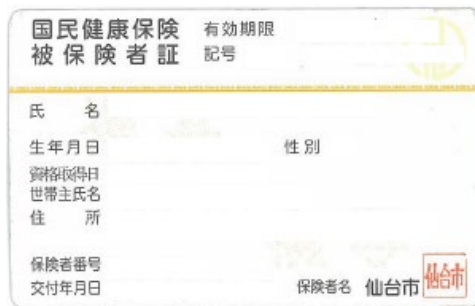 国民健康保険 有効期限
被保険者証 記号
氏 名
生年月日 性別
資格取得日
世帯主氏名
住 所
保険者番号
交付年月日 保険者名 仙台市 仙台市